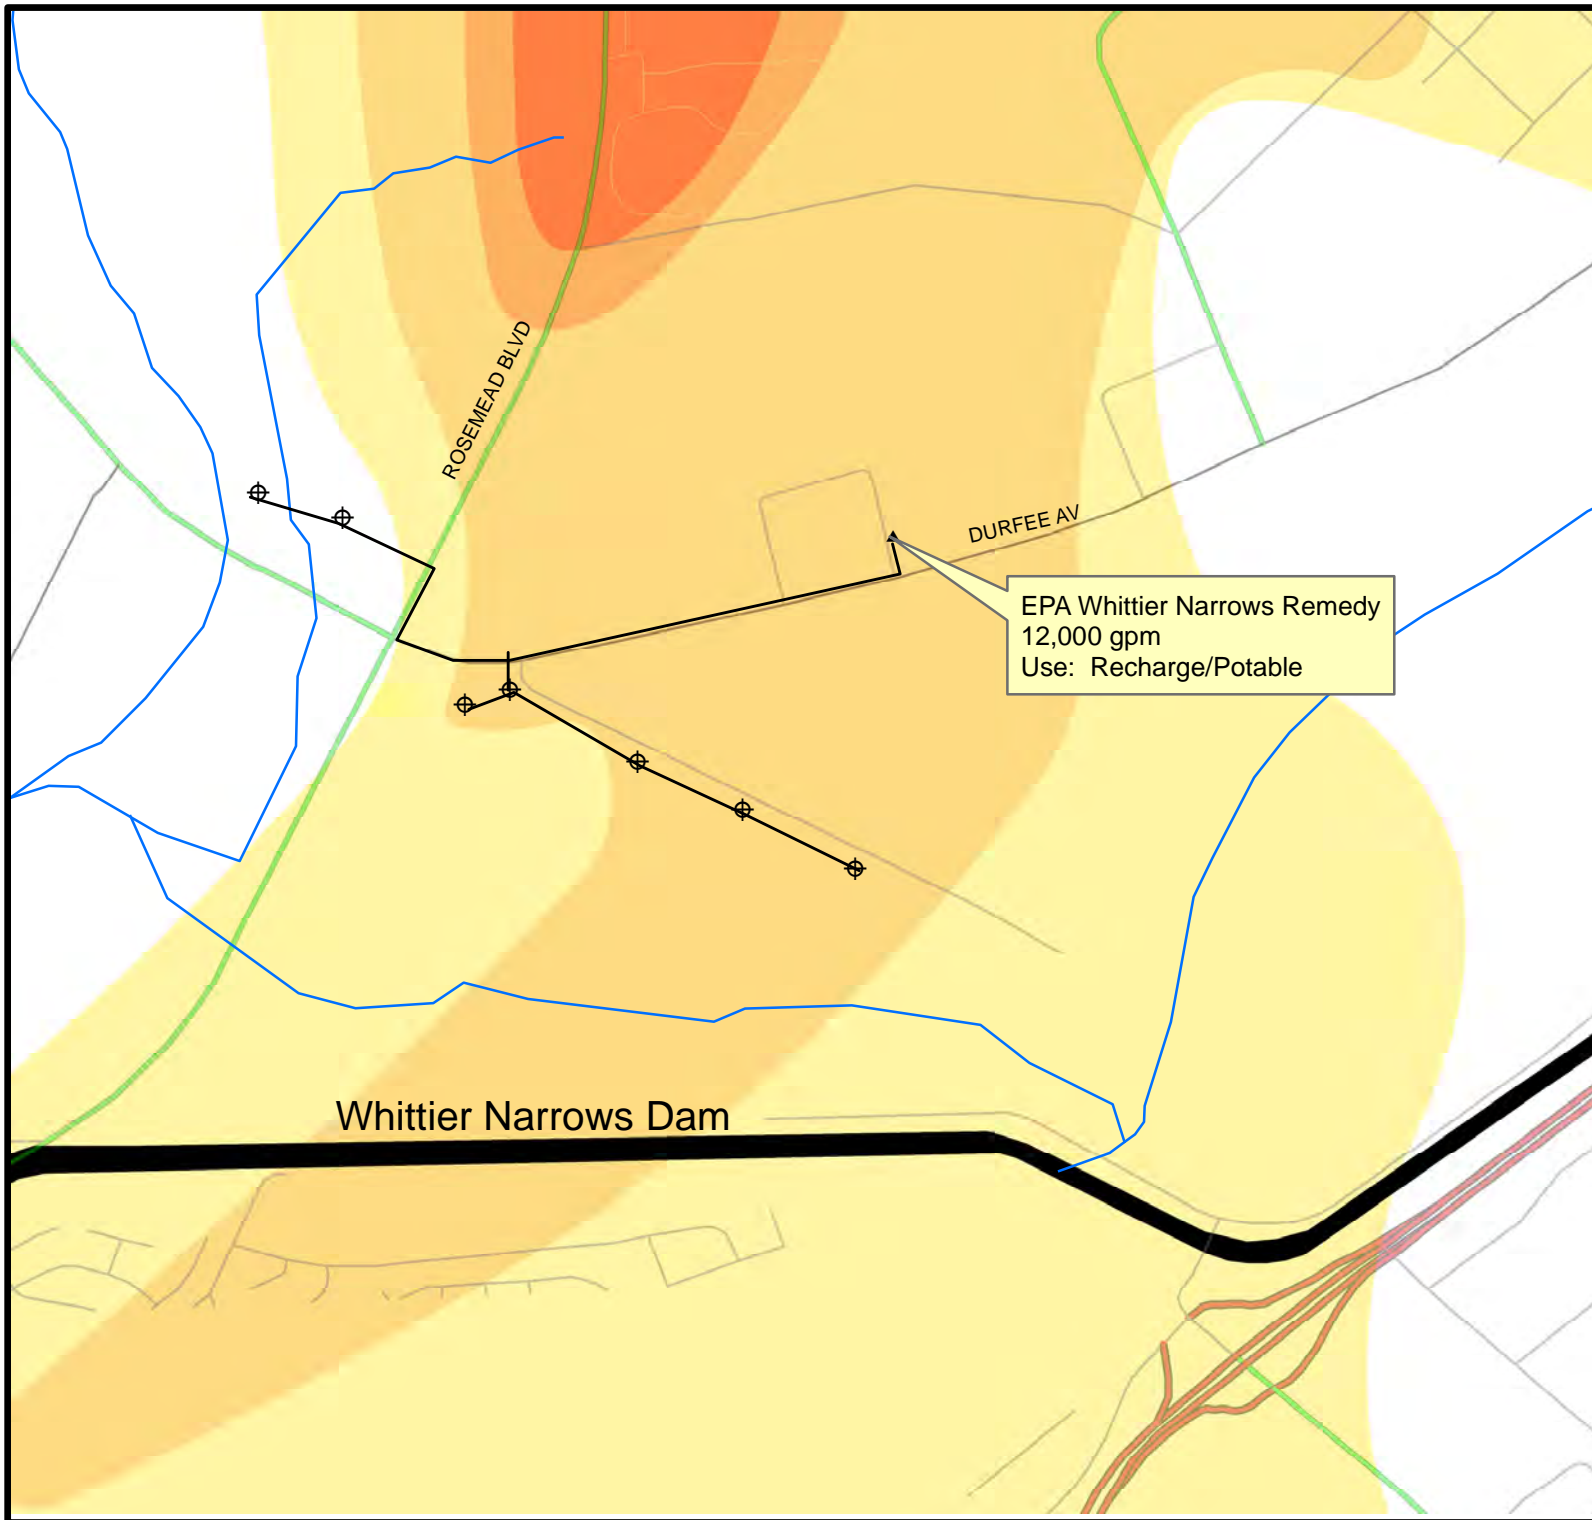 ROSEMEAD BLVD
DURFEE AV
EPA Whittier Narrows Remedy
12,000 gpm
Use: Recharge/Potable
Whittier Narrows Dam